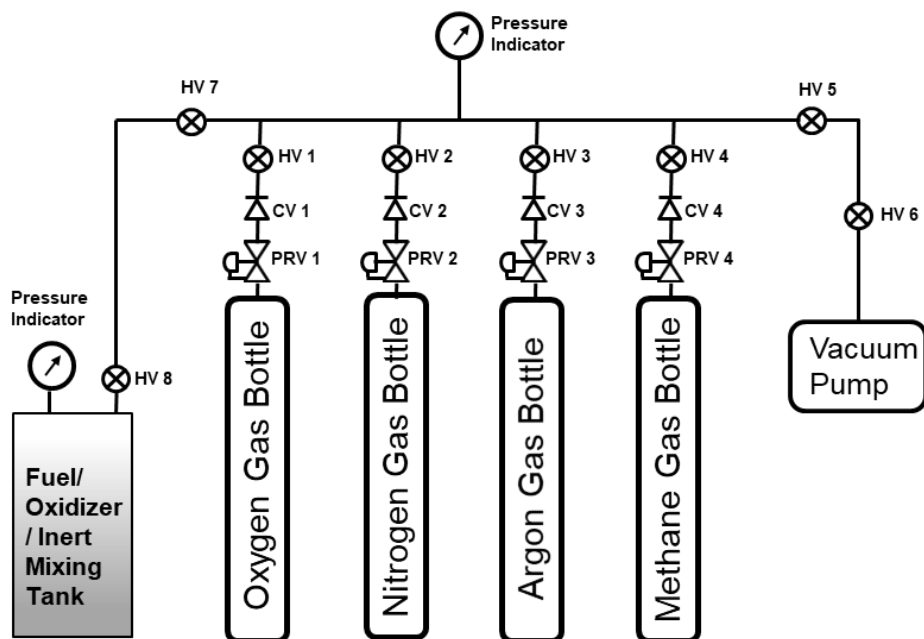 Pressure
Indicator
HV 7
HV 5
HV 1
HV 2
HV 3
HV 4
CV 1
CV 2
CV 3
CV 4
HV 6
PRV 1
PRV 2
PRV 3
PRV 4
Pressure
Indicator
HV 8
Oxygen Gas Bottle
Nitrogen Gas Bottle
Argon Gas Bottle
Methane Gas Bottle
Vacuum
Pump
Fuel/
Oxidizer
/ Inert
Mixing
Tank